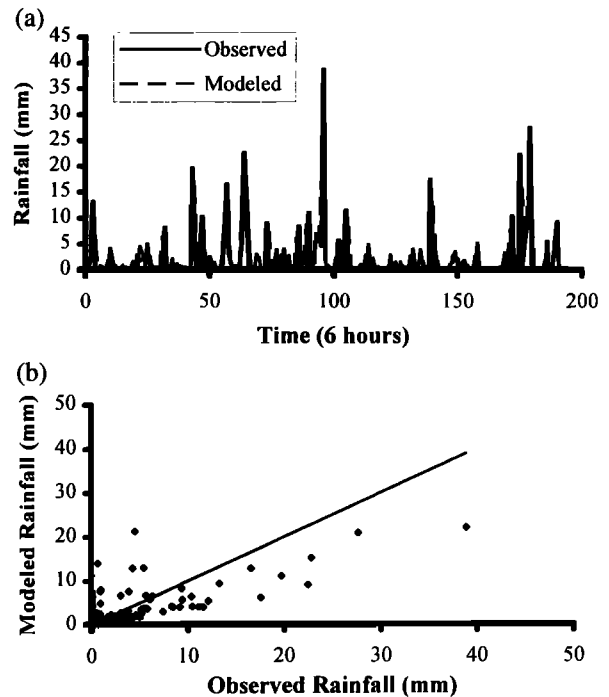 (a)
45
40
35
30
25
20
15
10
5
0
Rainfall (mm)
Observed
Modeled
0 50 100 150 200
Time (6 hours)
(b)
50
40
30
20
10
0
Modeled Rainfall (mm)
0 10 20 30 40 50
Observed Rainfall (mm)